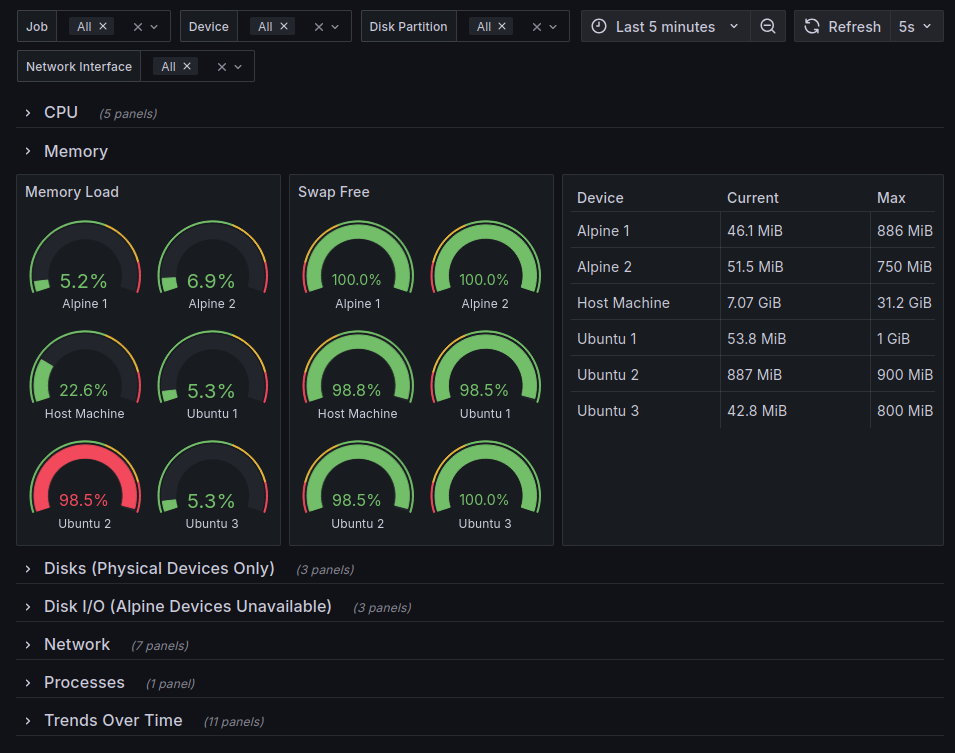 Job All Device All Disk Partition All Last 5 minutes Refresh 5s
Network Interface All
CPU (5 panels)
Memory
Memory Load
5.2% 6.9%
Alpine 1 Alpine 2
22.6% 5.3%
Host Machine Ubuntu 1
98.5% 5.3%
Ubuntu 2 Ubuntu 3
Swap Free
100.0% 100.0%
Alpine 1 Alpine 2
98.8% 98.5%
Host Machine Ubuntu 1
98.5% 100.0%
Ubuntu 2 Ubuntu 3
Device Current Max
Alpine 1 46.1 MiB 886 MiB
Alpine 2 51.5 MiB 750 MiB
Host Machine 7.07 GiB 31.2 GiB
Ubuntu 1 53.8 MiB 1 GiB
Ubuntu 2 887 MiB 900 MiB
Ubuntu 3 42.8 MiB 800 MiB
Disks (Physical Devices Only) (3 panels)
Disk I/O (Alpine Devices Unavailable) (3 panels)
Network (7 panels)
Processes (1 panel)
Trends Over Time (11 panels)